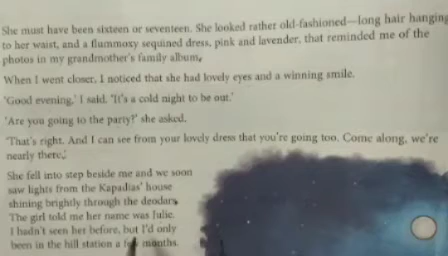 She must have been sixteen or seventeen. She looked rather old-fashioned—long hair hanging
to her waist, and a flummoxy sequined dress, pink and lavender, that reminded me of the
photos in my grandmother's family album.
When I went closer, I noticed that she had lovely eyes and a winning smile.
'Good evening,' I said. 'It's a cold night to be out.'
'Are you going to the party?' she asked.
'That's right. And I can see from your lovely dress that you're going too. Come along, we're
nearly there.'
She fell into step beside me and we soon
saw lights from the Kapadias' house
shining brightly through the deodars.
The girl told me her name was Julie.
I hadn't seen her before, but I'd only
been in the hill station a few months.